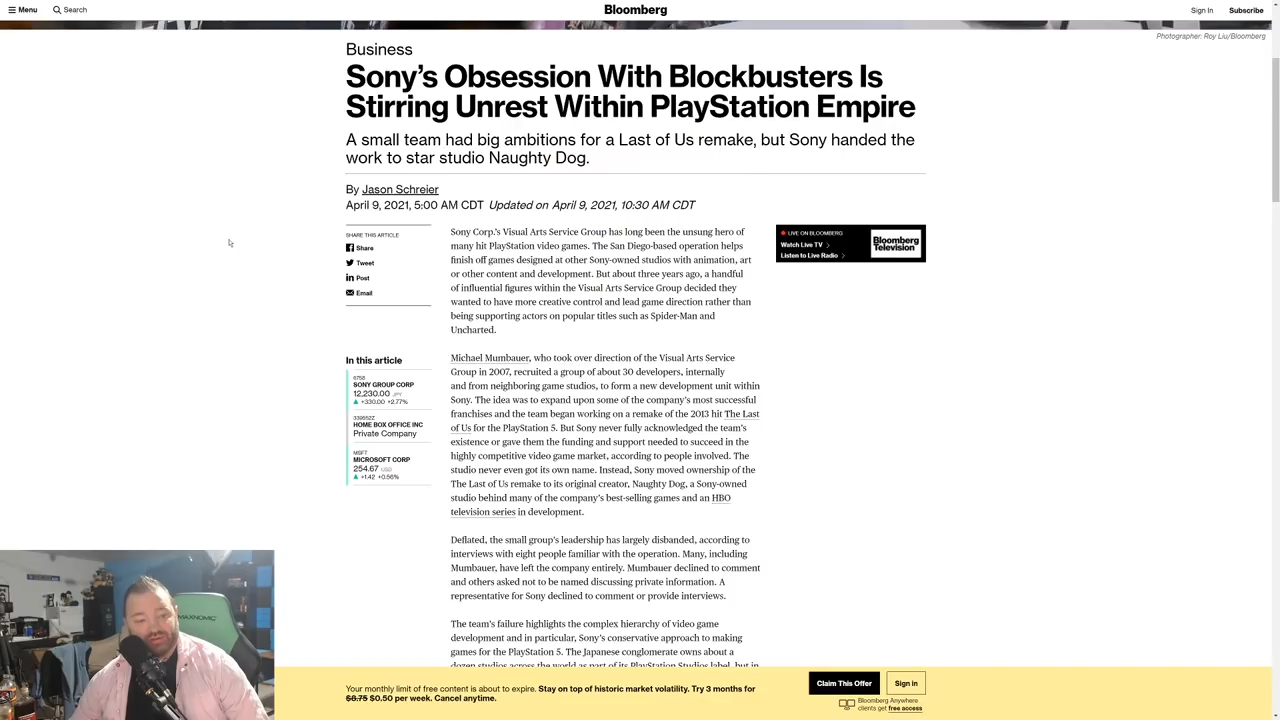 Menu
Search
Bloomberg
Sign In
Subscribe
Photographer: Roy Liu/Bloomberg
Business
Sony's Obsession With Blockbusters Is
Stirring Unrest Within PlayStation Empire
A small team had big ambitions for a Last of Us remake, but Sony handed the
work to star studio Naughty Dog.
By Jason Schreier
April 9, 2021, 5:00 AM CDT Updated on April 9, 2021, 10:30 AM CDT
SHARE THIS ARTICLE
Share
Tweet
Post
Email
In this article
6758
SONY GROUP CORP
12,230.00 JPY
+330.00 +2.77%
339552Z
HOME BOX OFFICE INC
Private Company
MSFT
MICROSOFT CORP
254.67 USD
+1.42 +0.56%
Sony Corp.'s Visual Arts Service Group has long been the unsung hero of
many hit PlayStation video games. The San Diego-based operation helps
finish off games designed at other Sony-owned studios with animation, art
or other content and development. But about three years ago, a handful
of influential figures within the Visual Arts Service Group decided they
wanted to have more creative control and lead game direction rather than
being supporting actors on popular titles such as Spider-Man and
Uncharted.
Michael Mumbauer, who took over direction of the Visual Arts Service
Group in 2007, recruited a group of about 30 developers, internally
and from neighboring game studios, to form a new development unit within
Sony. The idea was to expand upon some of the company's most successful
franchises and the team began working on a remake of the 2013 hit The Last
of Us for the PlayStation 5. But Sony never fully acknowledged the team's
existence or gave them the funding and support needed to succeed in the
highly competitive video game market, according to people involved. The
studio never even got its own name. Instead, Sony moved ownership of the
The Last of Us remake to its original creator, Naughty Dog, a Sony-owned
studio behind many of the company's best-selling games and an HBO
television series in development.
Deflated, the small group's leadership has largely disbanded, according to
interviews with eight people familiar with the operation. Many, including
Mumbauer, have left the company entirely. Mumbauer declined to comment
and others asked not to be named discussing private information. A
representative for Sony declined to comment or provide interviews.
The team's failure highlights the complex hierarchy of video game
development and in particular, Sony's conservative approach to making
games for the PlayStation 5. The Japanese conglomerate owns about a
dozen studios across the world as part of its PlayStation Studios label, but in
LIVE ON BLOOMBERG
Watch Live TV
Listen to Live Radio
Bloomberg
Television
MAXNOMIC
Your monthly limit of free content is about to expire. Stay on top of historic market volatility. Try 3 months for
$8.75 $0.50 per week. Cancel anytime.
Claim This Offer
Sign in
Bloomberg Anywhere
clients get free access